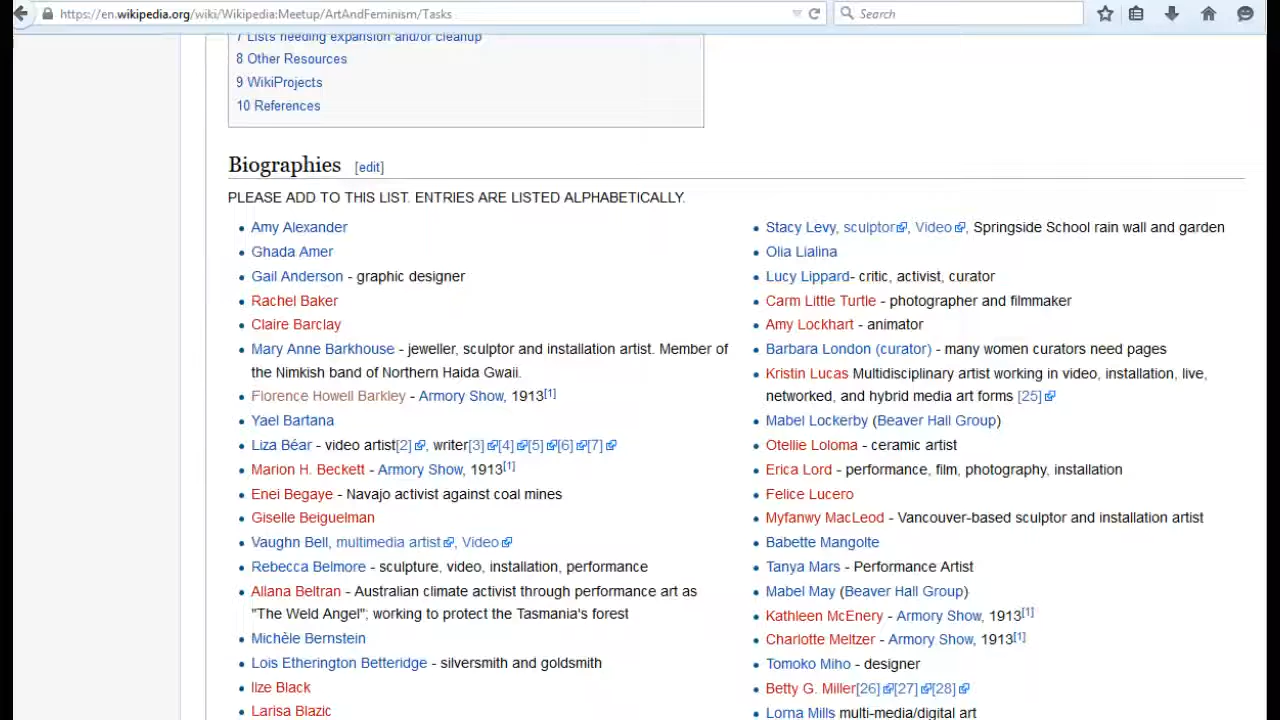 https://en.wikipedia.org/wiki/Wikipedia:Meetup/ArtAndFeminism/Tasks
Search
7 Lists needing expansion and/or cleanup
8 Other Resources
9 WikiProjects
10 References
Biographies [edit]
PLEASE ADD TO THIS LIST. ENTRIES ARE LISTED ALPHABETICALLY.
Amy Alexander
Ghada Amer
Gail Anderson - graphic designer
Rachel Baker
Claire Barclay
Mary Anne Barkhouse - jeweller, sculptor and installation artist. Member of
the Nimkish band of Northern Haida Gwaii.
Florence Howell Barkley - Armory Show, 1913[1]
Yael Bartana
Liza Béar - video artist[2], writer[3][4][5][6][7]
Marion H. Beckett - Armory Show, 1913[1]
Enei Begaye - Navajo activist against coal mines
Giselle Beiguelman
Vaughn Bell, multimedia artist, Video
Rebecca Belmore - sculpture, video, installation, performance
Allana Beltran - Australian climate activist through performance art as
"The Weld Angel"; working to protect the Tasmania's forest
Michèle Bernstein
Lois Etherington Betteridge - silversmith and goldsmith
Ilze Black
Larisa Blazic
Stacy Levy, sculptor, Video, Springside School rain wall and garden
Olia Lialina
Lucy Lippard- critic, activist, curator
Carm Little Turtle - photographer and filmmaker
Amy Lockhart - animator
Barbara London (curator) - many women curators need pages
Kristin Lucas Multidisciplinary artist working in video, installation, live,
networked, and hybrid media art forms [25]
Mabel Lockerby (Beaver Hall Group)
Otellie Loloma - ceramic artist
Erica Lord - performance, film, photography, installation
Felice Lucero
Myfanwy MacLeod - Vancouver-based sculptor and installation artist
Babette Mangolte
Tanya Mars - Performance Artist
Mabel May (Beaver Hall Group)
Kathleen McEnery - Armory Show, 1913[1]
Charlotte Meltzer - Armory Show, 1913[1]
Tomoko Miho - designer
Betty G. Miller[26][27][28]
Lorna Mills multi-media/digital art